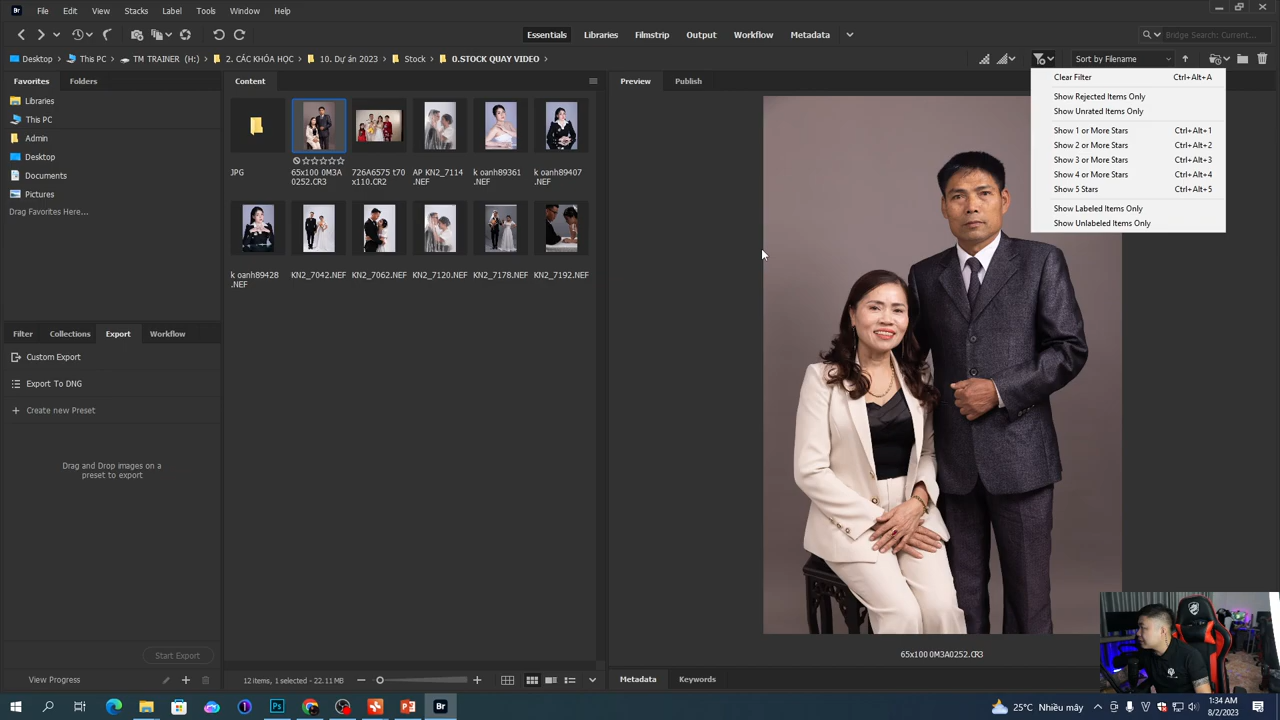 Br File Edit View Stacks Label Tools Window Help
Essentials Libraries Filmstrip Output Workflow Metadata
Bridge Search: Current...
Desktop This PC TM TRAINER (H:) 2. CÁC KHÓA HỌC 10. Dự án 2023 Stock 0.STOCK QUAY VIDEO
Sort by Filename
Favorites Folders
Libraries
This PC
Admin
Desktop
Documents
Pictures
Drag Favorites Here...
Filter Collections Export Workflow
Custom Export
Export To DNG
Create new Preset
Drag and Drop images on a
preset to export
Start Export
View Progress
Content
JPG
65x100 0M3A
0252.CR3
726A6575 t70
x110.CR2
AP KN2_7114
.NEF
k oanh89361
.NEF
k oanh89407
.NEF
k oanh89428
.NEF
KN2_7042.NEF
KN2_7062.NEF
KN2_7120.NEF
KN2_7178.NEF
KN2_7192.NEF
12 items, 1 selected - 22.11 MB
Preview Publish
65x100 0M3A0252.CR3
Metadata Keywords
Clear Filter Ctrl+Alt+A
Show Rejected Items Only
Show Unrated Items Only
Show 1 or More Stars Ctrl+Alt+1
Show 2 or More Stars Ctrl+Alt+2
Show 3 or More Stars Ctrl+Alt+3
Show 4 or More Stars Ctrl+Alt+4
Show 5 Stars Ctrl+Alt+5
Show Labeled Items Only
Show Unlabeled Items Only
Ps
Br
25°C Nhiều mây
1:34 AM
8/2/2023